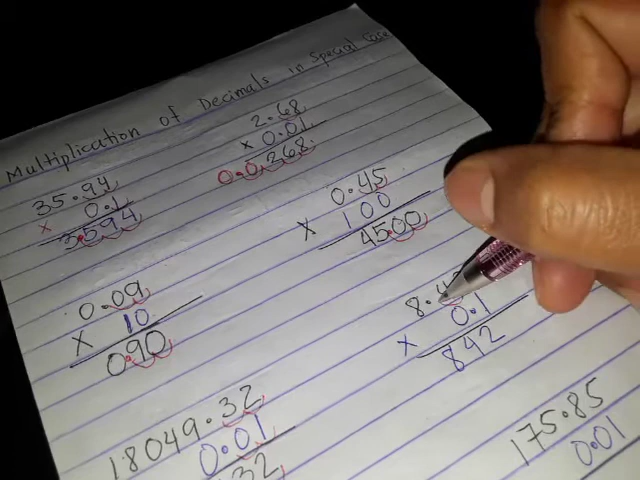 Multiplication of Decimals in Special Case
35.94
x 0.1
3.594
2.68
x 0.01
0.0268
0.45
x 100
45.00
0.09
x 10
0.90
8.4
x 0.1
842
18049.32
0.01
32
175.85
0.01